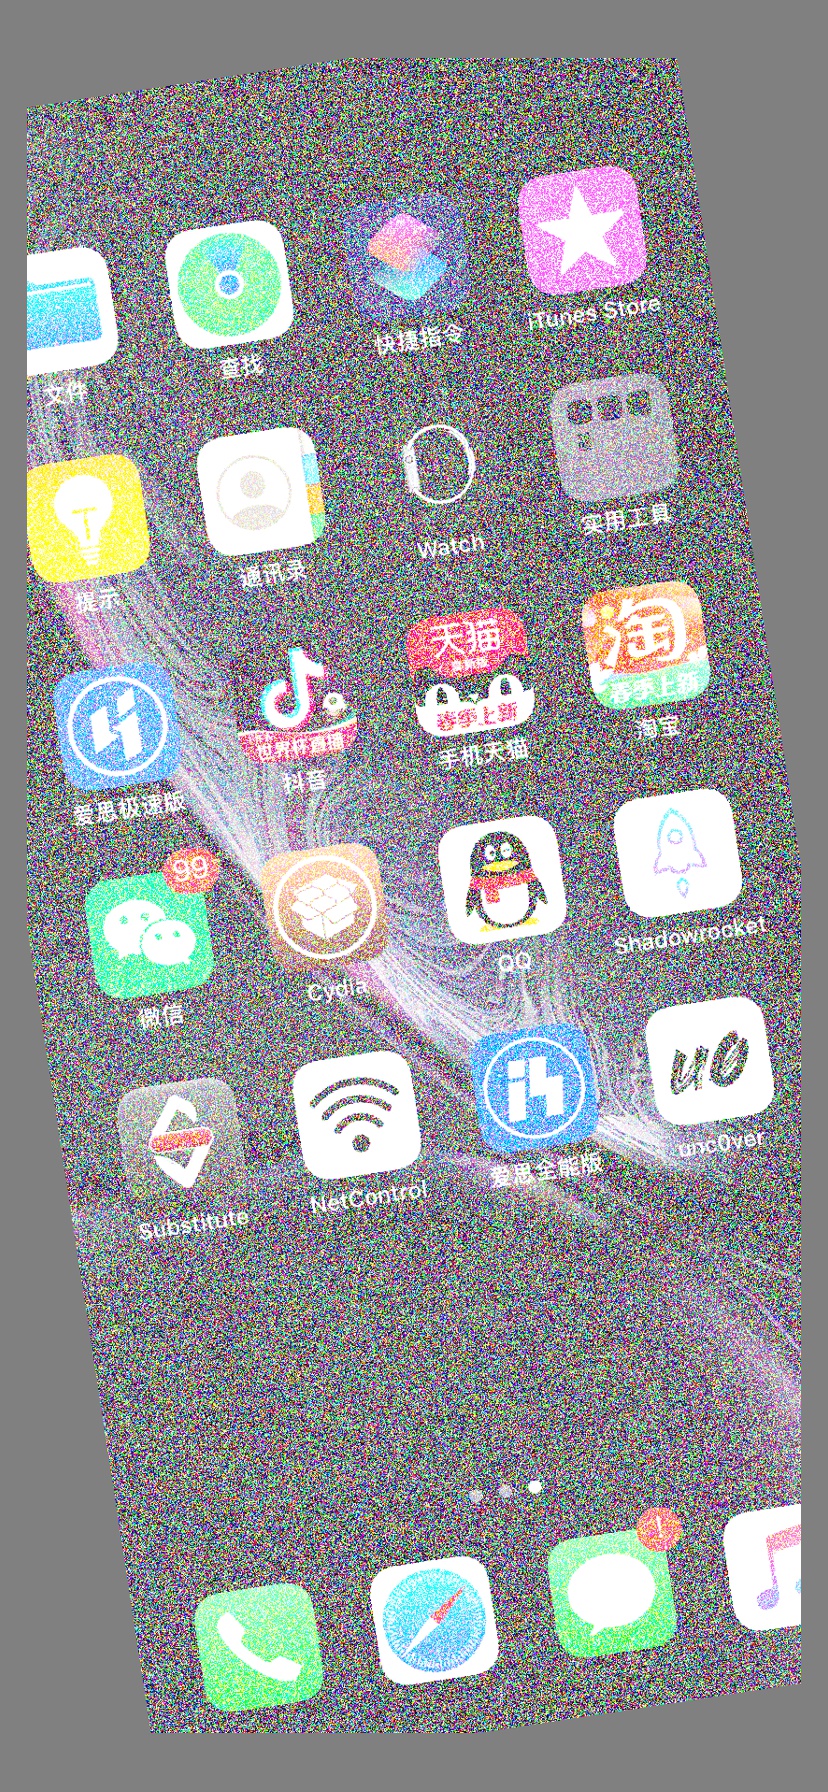 文件
查找
快捷指令
iTunes Store
提示
通讯录
Watch
实用工具
爱思极速版
世界杯直播
抖音
天猫
春季上新
手机天猫
淘
春季上新
淘宝
99
微信
Cydia
QQ
Shadowrocket
Substitute
NetControl
爱思全能版
u0
unc0ver
!